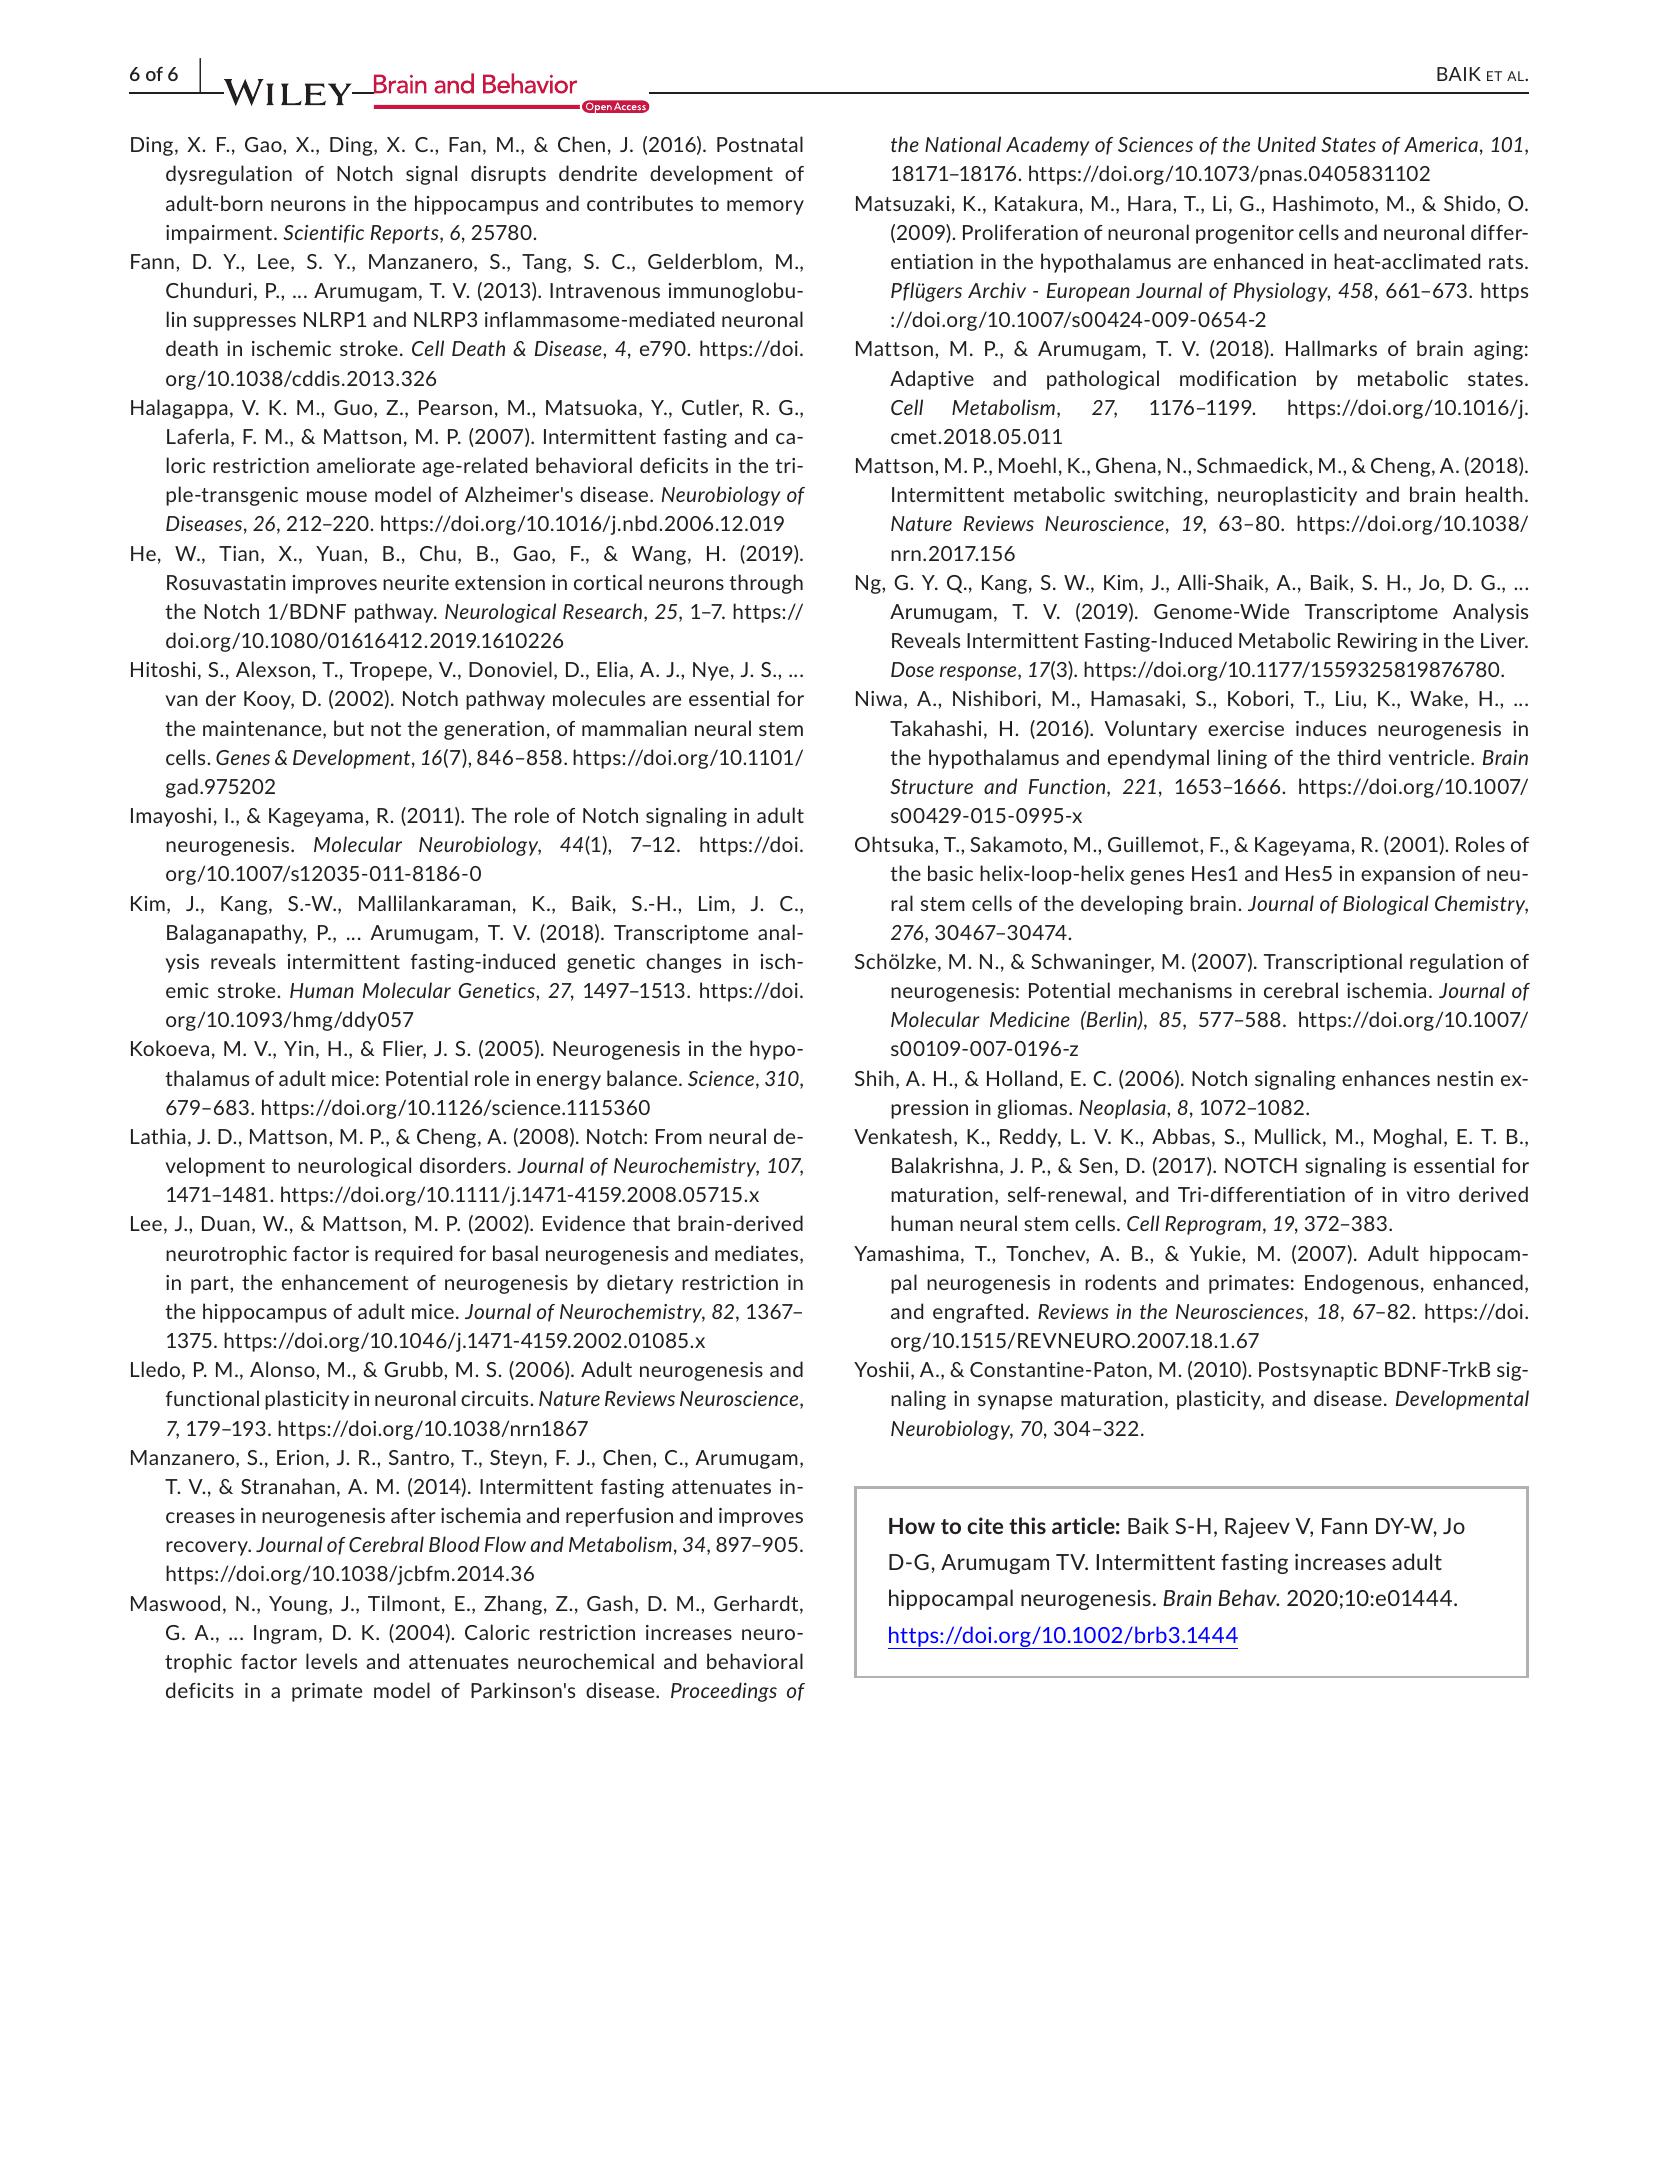 6 of 6
WILEY
Brain and Behavior
Open Access
BAIK ET AL.
Ding, X. F., Gao, X., Ding, X. C., Fan, M., & Chen, J. (2016). Postnatal
dysregulation of Notch signal disrupts dendrite development of
adult-born neurons in the hippocampus and contributes to memory
impairment. Scientific Reports, 6, 25780.
Fann, D. Y., Lee, S. Y., Manzanero, S., Tang, S. C., Gelderblom, M.,
Chunduri, P., ... Arumugam, T. V. (2013). Intravenous immunoglobu-
lin suppresses NLRP1 and NLRP3 inflammasome-mediated neuronal
death in ischemic stroke. Cell Death & Disease, 4, e790. https://doi.
org/10.1038/cddis.2013.326
Halagappa, V. K. M., Guo, Z., Pearson, M., Matsuoka, Y., Cutler, R. G.,
Laferla, F. M., & Mattson, M. P. (2007). Intermittent fasting and ca-
loric restriction ameliorate age-related behavioral deficits in the tri-
ple-transgenic mouse model of Alzheimer's disease. Neurobiology of
Diseases, 26, 212–220. https://doi.org/10.1016/j.nbd.2006.12.019
He, W., Tian, X., Yuan, B., Chu, B., Gao, F., & Wang, H. (2019).
Rosuvastatin improves neurite extension in cortical neurons through
the Notch 1/BDNF pathway. Neurological Research, 25, 1–7. https://
doi.org/10.1080/01616412.2019.1610226
Hitoshi, S., Alexson, T., Tropepe, V., Donoviel, D., Elia, A. J., Nye, J. S., ...
van der Kooy, D. (2002). Notch pathway molecules are essential for
the maintenance, but not the generation, of mammalian neural stem
cells. Genes & Development, 16(7), 846–858. https://doi.org/10.1101/
gad.975202
Imayoshi, I., & Kageyama, R. (2011). The role of Notch signaling in adult
neurogenesis. Molecular Neurobiology, 44(1), 7–12. https://doi.
org/10.1007/s12035-011-8186-0
Kim, J., Kang, S.-W., Mallilankaraman, K., Baik, S.-H., Lim, J. C.,
Balaganapathy, P., ... Arumugam, T. V. (2018). Transcriptome anal-
ysis reveals intermittent fasting-induced genetic changes in isch-
emic stroke. Human Molecular Genetics, 27, 1497–1513. https://doi.
org/10.1093/hmg/ddy057
Kokoeva, M. V., Yin, H., & Flier, J. S. (2005). Neurogenesis in the hypo-
thalamus of adult mice: Potential role in energy balance. Science, 310,
679–683. https://doi.org/10.1126/science.1115360
Lathia, J. D., Mattson, M. P., & Cheng, A. (2008). Notch: From neural de-
velopment to neurological disorders. Journal of Neurochemistry, 107,
1471–1481. https://doi.org/10.1111/j.1471-4159.2008.05715.x
Lee, J., Duan, W., & Mattson, M. P. (2002). Evidence that brain-derived
neurotrophic factor is required for basal neurogenesis and mediates,
in part, the enhancement of neurogenesis by dietary restriction in
the hippocampus of adult mice. Journal of Neurochemistry, 82, 1367–
1375. https://doi.org/10.1046/j.1471-4159.2002.01085.x
Lledo, P. M., Alonso, M., & Grubb, M. S. (2006). Adult neurogenesis and
functional plasticity in neuronal circuits. Nature Reviews Neuroscience,
7, 179–193. https://doi.org/10.1038/nrn1867
Manzanero, S., Erion, J. R., Santro, T., Steyn, F. J., Chen, C., Arumugam,
T. V., & Stranahan, A. M. (2014). Intermittent fasting attenuates in-
creases in neurogenesis after ischemia and reperfusion and improves
recovery. Journal of Cerebral Blood Flow and Metabolism, 34, 897–905.
https://doi.org/10.1038/jcbfm.2014.36
Maswood, N., Young, J., Tilmont, E., Zhang, Z., Gash, D. M., Gerhardt,
G. A., ... Ingram, D. K. (2004). Caloric restriction increases neuro-
trophic factor levels and attenuates neurochemical and behavioral
deficits in a primate model of Parkinson's disease. Proceedings of
the National Academy of Sciences of the United States of America, 101,
18171–18176. https://doi.org/10.1073/pnas.0405831102
Matsuzaki, K., Katakura, M., Hara, T., Li, G., Hashimoto, M., & Shido, O.
(2009). Proliferation of neuronal progenitor cells and neuronal differ-
entiation in the hypothalamus are enhanced in heat-acclimated rats.
Pflügers Archiv - European Journal of Physiology, 458, 661–673. https
://doi.org/10.1007/s00424-009-0654-2
Mattson, M. P., & Arumugam, T. V. (2018). Hallmarks of brain aging:
Adaptive and pathological modification by metabolic states.
Cell Metabolism, 27, 1176–1199. https://doi.org/10.1016/j.
cmet.2018.05.011
Mattson, M. P., Moehl, K., Ghena, N., Schmaedick, M., & Cheng, A. (2018).
Intermittent metabolic switching, neuroplasticity and brain health.
Nature Reviews Neuroscience, 19, 63–80. https://doi.org/10.1038/
nrn.2017.156
Ng, G. Y. Q., Kang, S. W., Kim, J., Alli-Shaik, A., Baik, S. H., Jo, D. G., ...
Arumugam, T. V. (2019). Genome-Wide Transcriptome Analysis
Reveals Intermittent Fasting-Induced Metabolic Rewiring in the Liver.
Dose response, 17(3). https://doi.org/10.1177/1559325819876780.
Niwa, A., Nishibori, M., Hamasaki, S., Kobori, T., Liu, K., Wake, H., ...
Takahashi, H. (2016). Voluntary exercise induces neurogenesis in
the hypothalamus and ependymal lining of the third ventricle. Brain
Structure and Function, 221, 1653–1666. https://doi.org/10.1007/
s00429-015-0995-x
Ohtsuka, T., Sakamoto, M., Guillemot, F., & Kageyama, R. (2001). Roles of
the basic helix-loop-helix genes Hes1 and Hes5 in expansion of neu-
ral stem cells of the developing brain. Journal of Biological Chemistry,
276, 30467–30474.
Schölzke, M. N., & Schwaninger, M. (2007). Transcriptional regulation of
neurogenesis: Potential mechanisms in cerebral ischemia. Journal of
Molecular Medicine (Berlin), 85, 577–588. https://doi.org/10.1007/
s00109-007-0196-z
Shih, A. H., & Holland, E. C. (2006). Notch signaling enhances nestin ex-
pression in gliomas. Neoplasia, 8, 1072–1082.
Venkatesh, K., Reddy, L. V. K., Abbas, S., Mullick, M., Moghal, E. T. B.,
Balakrishna, J. P., & Sen, D. (2017). NOTCH signaling is essential for
maturation, self-renewal, and Tri-differentiation of in vitro derived
human neural stem cells. Cell Reprogram, 19, 372–383.
Yamashima, T., Tonchev, A. B., & Yukie, M. (2007). Adult hippocam-
pal neurogenesis in rodents and primates: Endogenous, enhanced,
and engrafted. Reviews in the Neurosciences, 18, 67–82. https://doi.
org/10.1515/REVNEURO.2007.18.1.67
Yoshii, A., & Constantine-Paton, M. (2010). Postsynaptic BDNF-TrkB sig-
naling in synapse maturation, plasticity, and disease. Developmental
Neurobiology, 70, 304–322.
How to cite this article: Baik S-H, Rajeev V, Fann DY-W, Jo
D-G, Arumugam TV. Intermittent fasting increases adult
hippocampal neurogenesis. Brain Behav. 2020;10:e01444.
https://doi.org/10.1002/brb3.1444